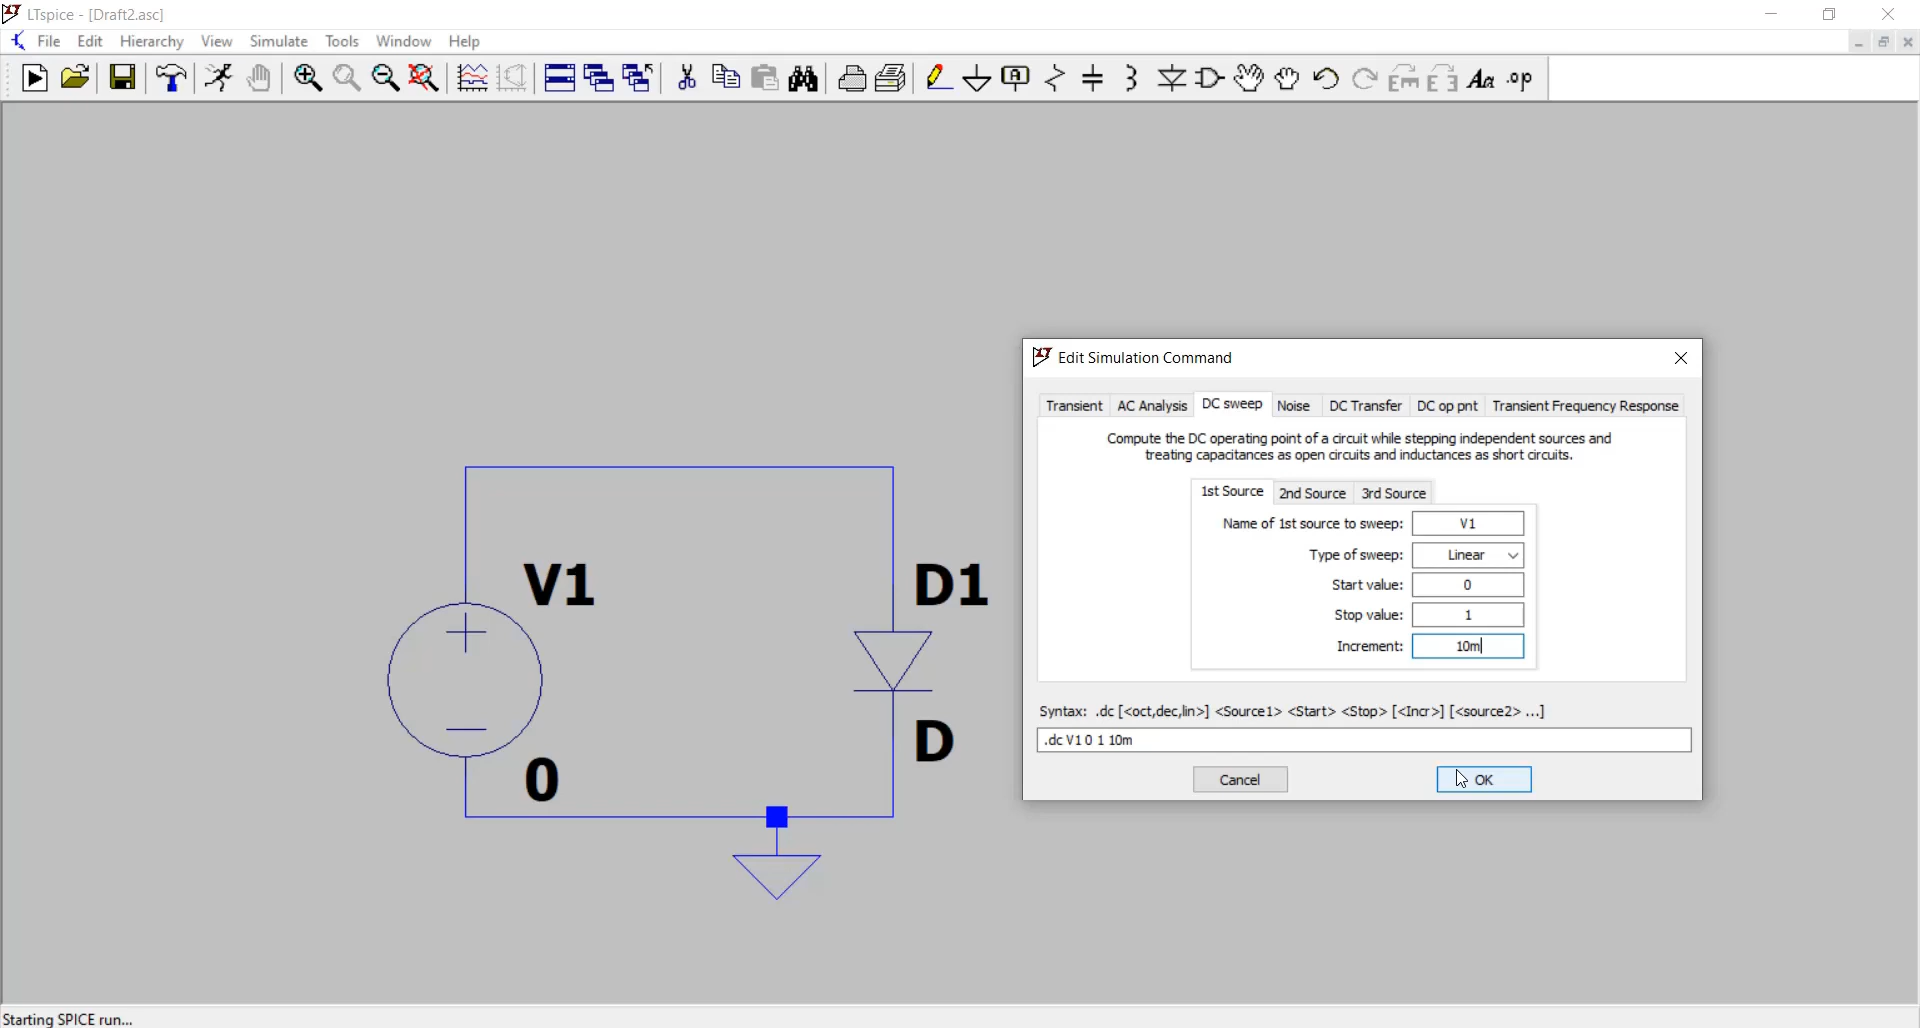 LTspice - [Draft2.asc]
File Edit Hierarchy View Simulate Tools Window Help
A Aa .op
Edit Simulation Command
Transient AC Analysis DC sweep Noise DC Transfer DC op pnt Transient Frequency Response
Compute the DC operating point of a circuit while stepping independent sources and
treating capacitances as open circuits and inductances as short circuits.
1st Source 2nd Source 3rd Source
Name of 1st source to sweep: V1
Type of sweep: Linear
Start value: 0
Stop value: 1
Increment: 10m
Syntax: .dc [<oct,dec,lin>] <Source1> <Start> <Stop> [<Incr>] [<source2> ...]
.dc V1 0 1 10m
Cancel OK
V1
D1
D
0
Starting SPICE run...